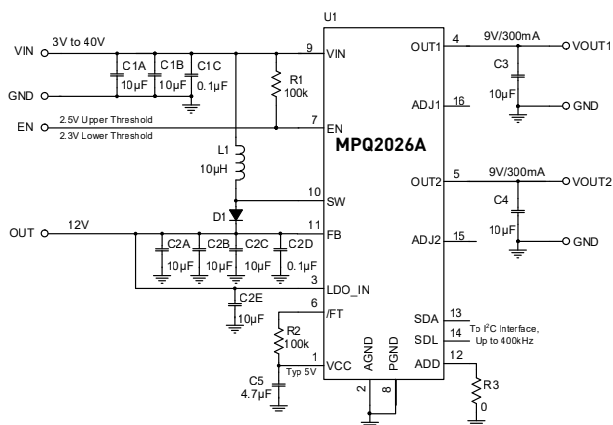 U1
VIN
3V to 40V
9
VIN
OUT1
4
9V/300mA
VOUT1
C1A
10µF
C1B
10µF
C1C
0.1µF
R1
100k
C3
10µF
GND
GND
ADJ1
16
EN
2.5V Upper Threshold
2.3V Lower Threshold
7
EN
MPQ2026A
L1
10µH
OUT2
5
9V/300mA
VOUT2
10
SW
C4
10µF
D1
OUT
12V
11
FB
ADJ2
15
GND
C2A
10µF
C2B
10µF
C2C
10µF
C2D
0.1µF
3
LDO_IN
C2E
10µF
6
/FT
SDA
13
To I²C Interface,
Up to 400kHz
SDL
14
R2
100k
ADD
12
1
VCC
Typ 5V
AGND
PGND
R3
0
C5
4.7µF
2
8